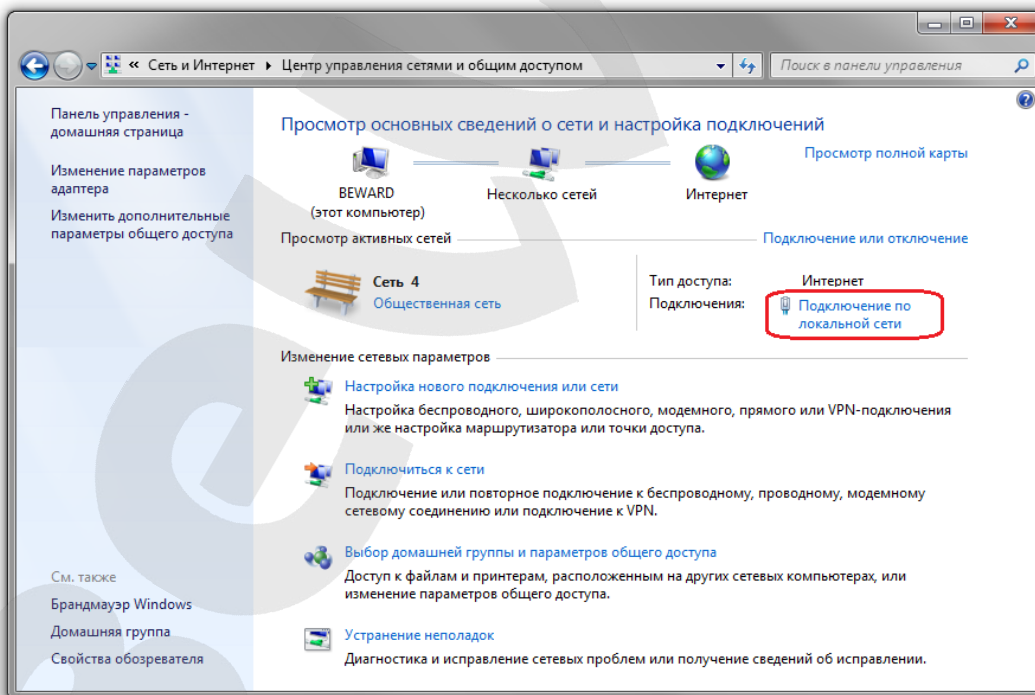 « Сеть и Интернет ▸ Центр управления сетями и общим доступом
Поиск в панели управления
Панель управления -
домашняя страница
Изменение параметров
адаптера
Изменить дополнительные
параметры общего доступа
Просмотр основных сведений о сети и настройка подключений
Просмотр полной карты
BEWARD
(этот компьютер)
Несколько сетей
Интернет
Просмотр активных сетей
Подключение или отключение
Сеть 4
Общественная сеть
Тип доступа: Интернет
Подключения: Подключение по
локальной сети
Изменение сетевых параметров
Настройка нового подключения или сети
Настройка беспроводного, широкополосного, модемного, прямого или VPN-подключения
или же настройка маршрутизатора или точки доступа.
Подключиться к сети
Подключение или повторное подключение к беспроводному, проводному, модемному
сетевому соединению или подключение к VPN.
Выбор домашней группы и параметров общего доступа
Доступ к файлам и принтерам, расположенным на других сетевых компьютерах, или
изменение параметров общего доступа.
Устранение неполадок
Диагностика и исправление сетевых проблем или получение сведений об исправлении.
См. также
Брандмауэр Windows
Домашняя группа
Свойства обозревателя